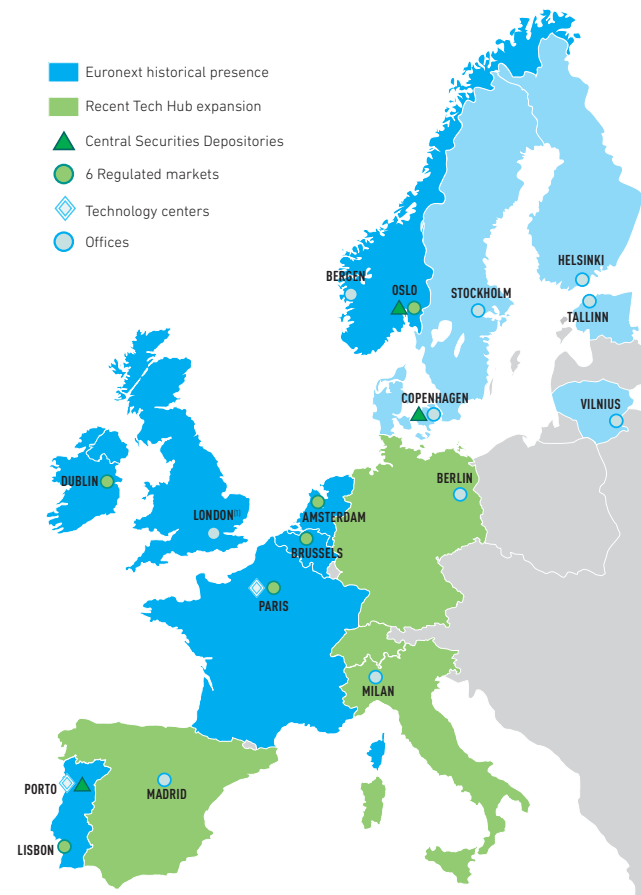 Euronext historical presence
Recent Tech Hub expansion
Central Securities Depositories
6 Regulated markets
Technology centers
Offices
HELSINKI
BERGEN
OSLO
STOCKHOLM
TALLINN
COPENHAGEN
VILNIUS
DUBLIN
BERLIN
LONDON(1)
AMSTERDAM
BRUSSELS
PARIS
MILAN
PORTO
MADRID
LISBON